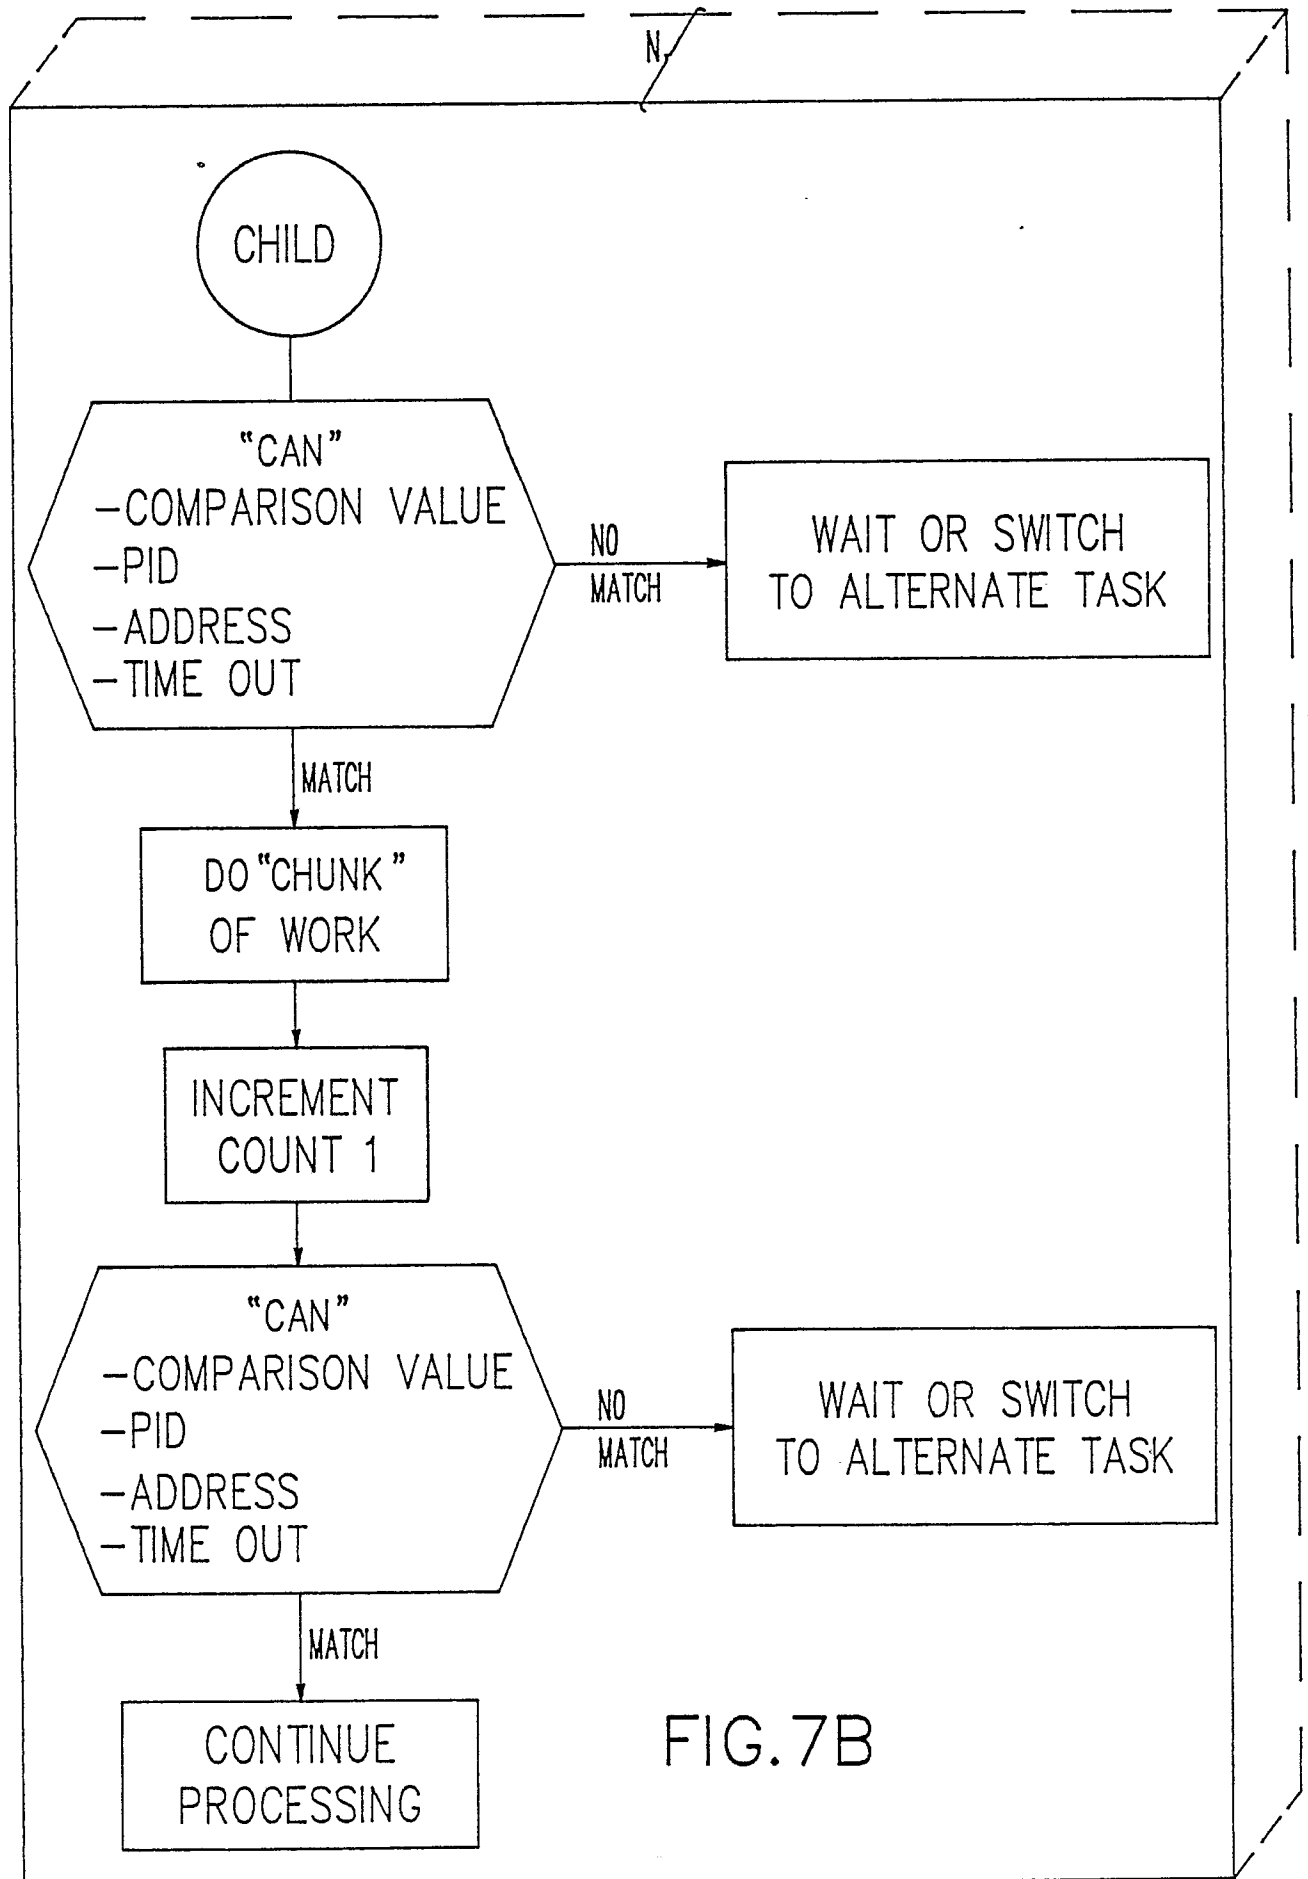 N
CHILD
"CAN"
-COMPARISON VALUE
-PID
-ADDRESS
-TIME OUT
NO
MATCH
WAIT OR SWITCH
TO ALTERNATE TASK
MATCH
DO "CHUNK"
OF WORK
INCREMENT
COUNT 1
"CAN"
-COMPARISON VALUE
-PID
-ADDRESS
-TIME OUT
NO
MATCH
WAIT OR SWITCH
TO ALTERNATE TASK
MATCH
CONTINUE
PROCESSING
FIG.7B